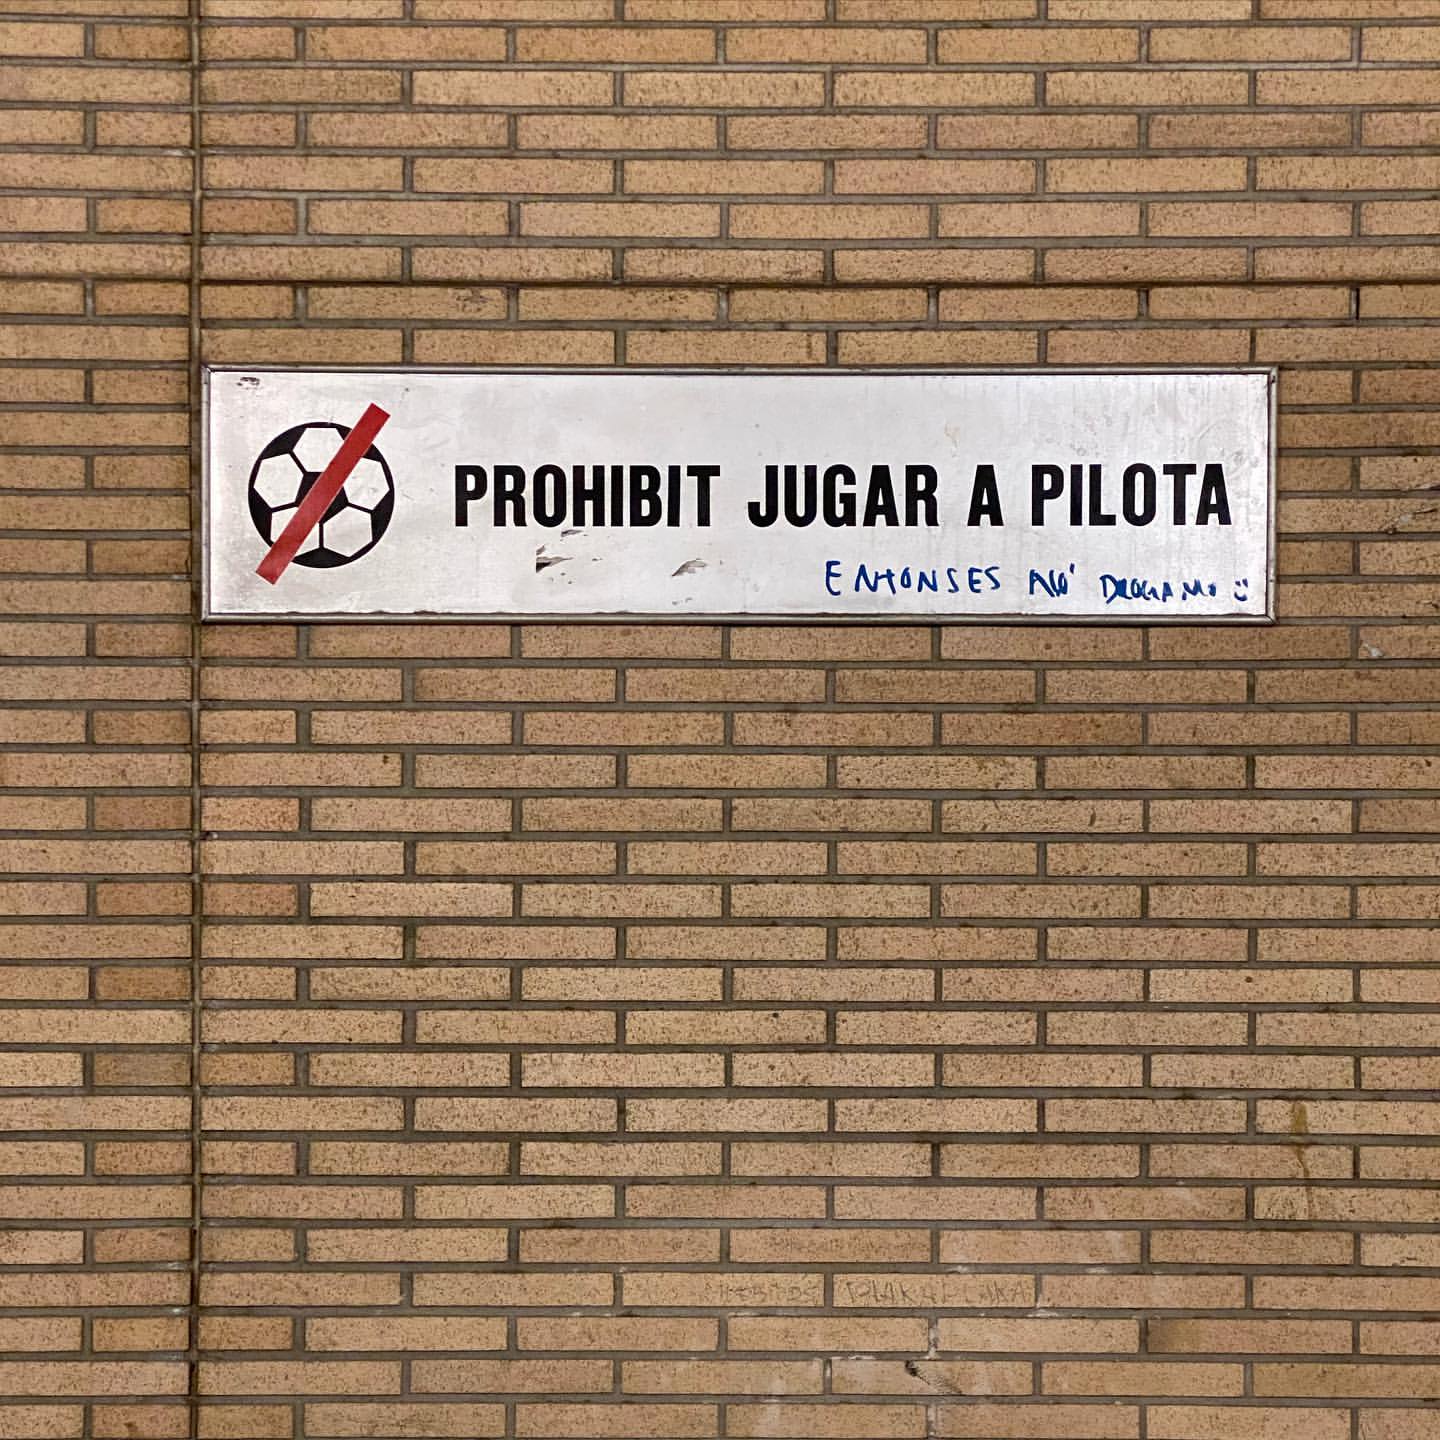 PROHIBIT JUGAR A PILOTA
ENTONSES NO' DROGAMO :)